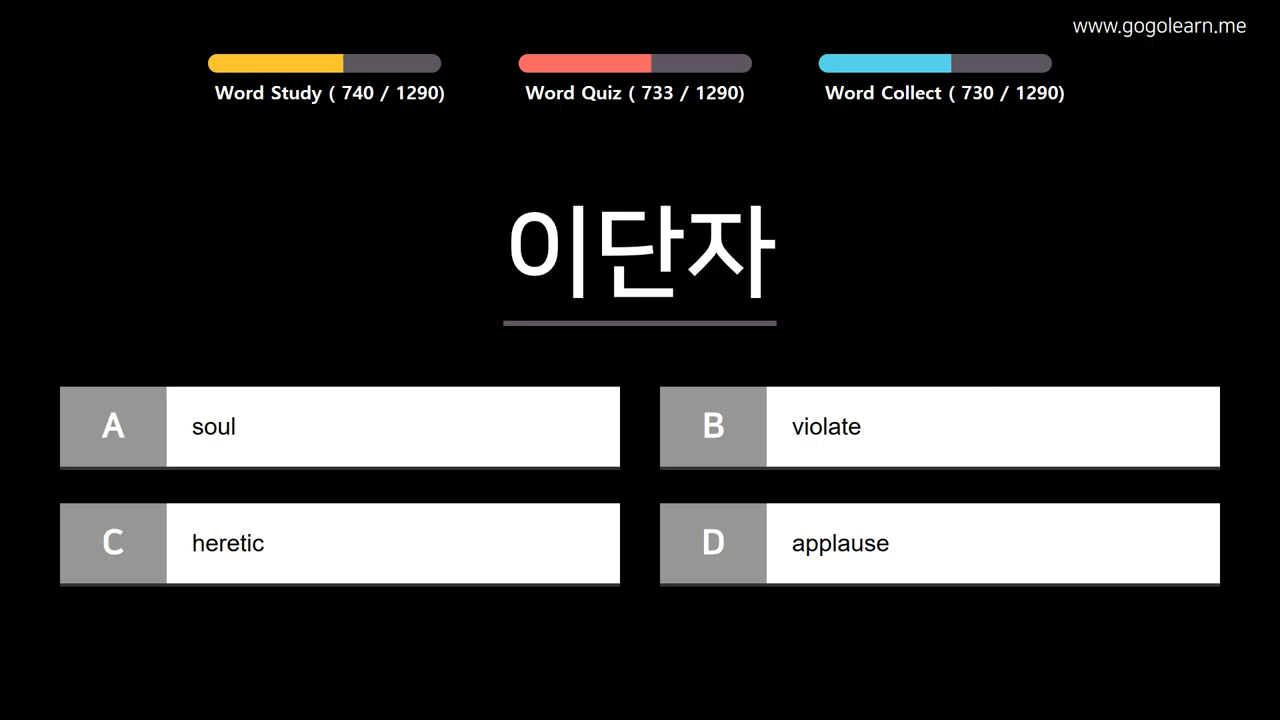 www.gogolearn.me
Word Study ( 740 / 1290)
Word Quiz ( 733 / 1290)
Word Collect ( 730 / 1290)
이단자
A soul
B violate
C heretic
D applause